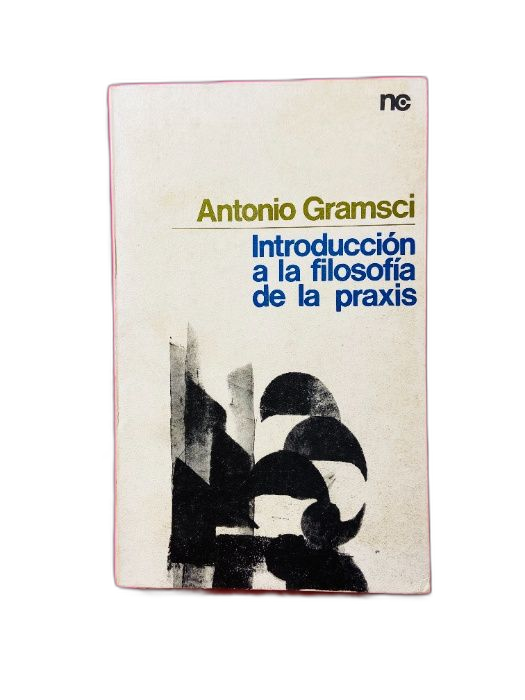 nc
Antonio Gramsci
Introducción
a la filosofía
de la praxis